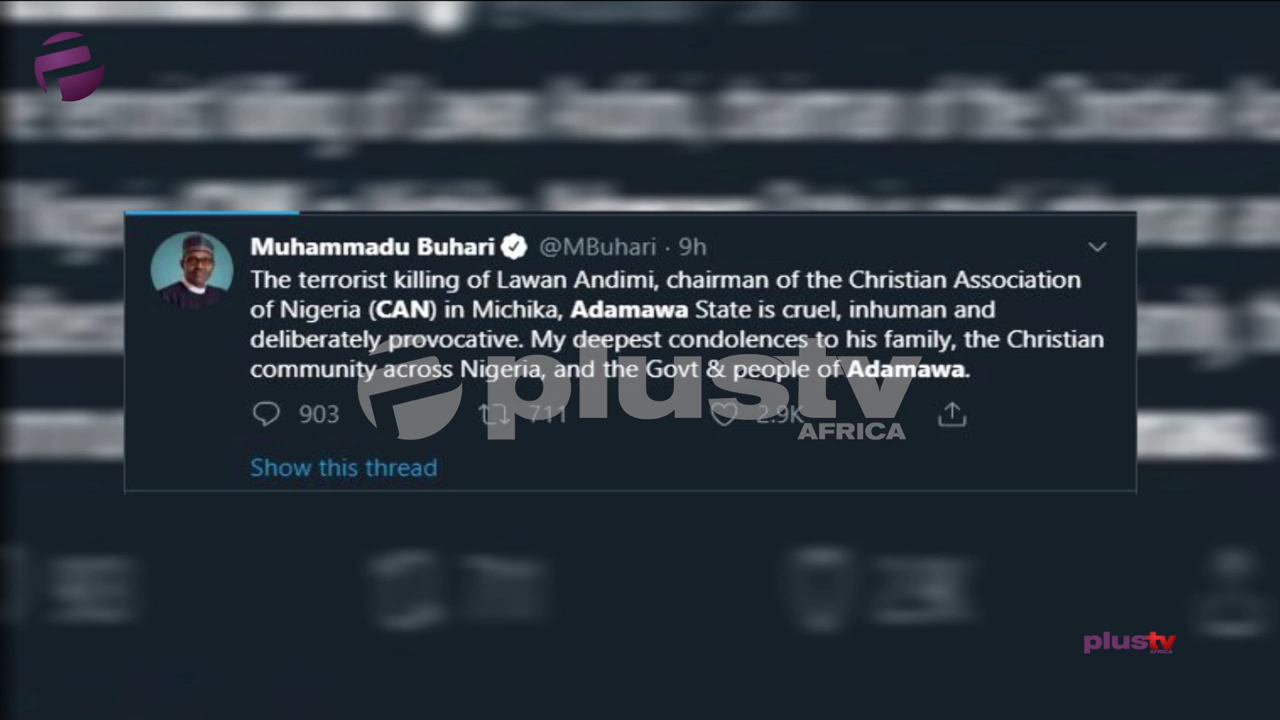 Muhammadu Buhari @MBuhari · 9h
The terrorist killing of Lawan Andimi, chairman of the Christian Association
of Nigeria (CAN) in Michika, Adamawa State is cruel, inhuman and
deliberately provocative. My deepest condolences to his family, the Christian
community across Nigeria, and the Govt & people of Adamawa.
plustv
AFRICA
903 711 2.9K
Show this thread
plustv
AFRICA